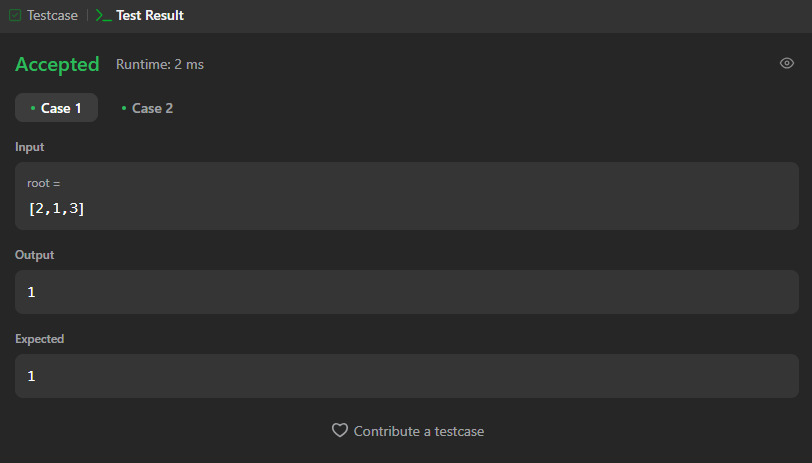 Testcase
Test Result
Accepted Runtime: 2 ms
Case 1 Case 2
Input
root =
[2,1,3]
Output
1
Expected
1
Contribute a testcase